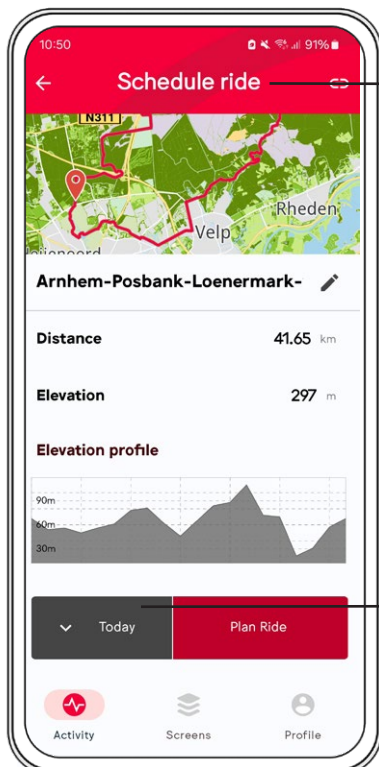 10:50 91%
Schedule ride
N311
Rheden
Velp
Arnhem-Posbank-Loenermark-
Distance 41.65 km
Elevation 297 m
Elevation profile
90m
60m
30m
Today Plan Ride
Activity Screens Profile